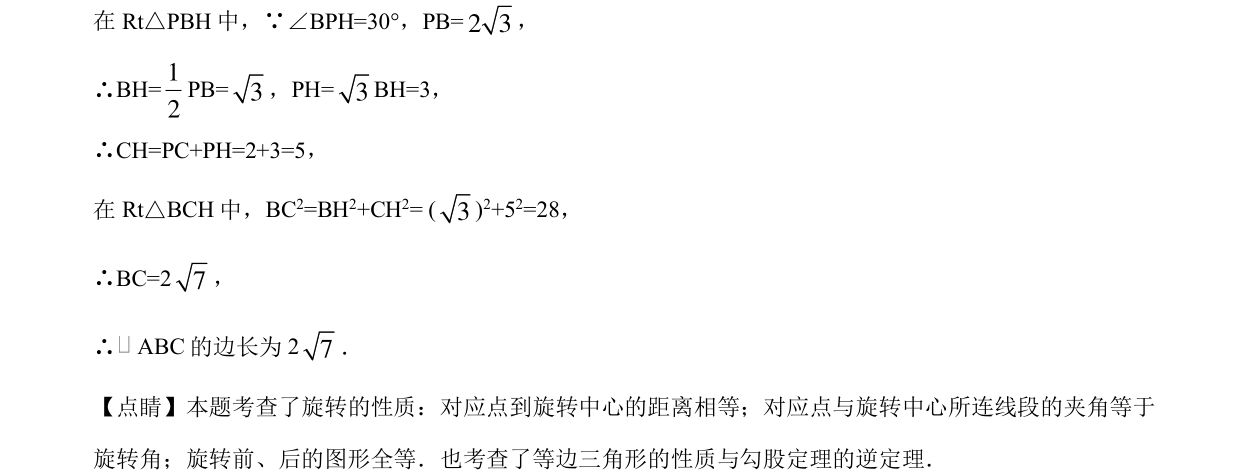 在 Rt△PBH 中，∵∠BPH=30°，PB=2√3，
∴BH=1/2 PB=√3，PH=√3BH=3，
∴CH=PC+PH=2+3=5，
在 Rt△BCH 中，BC²=BH²+CH²=(√3)²+5²=28，
∴BC=2√7，
∴ ABC 的边长为 2√7．
【点睛】本题考查了旋转的性质：对应点到旋转中心的距离相等；对应点与旋转中心所连线段的夹角等于
旋转角；旋转前、后的图形全等．也考查了等边三角形的性质与勾股定理的逆定理．